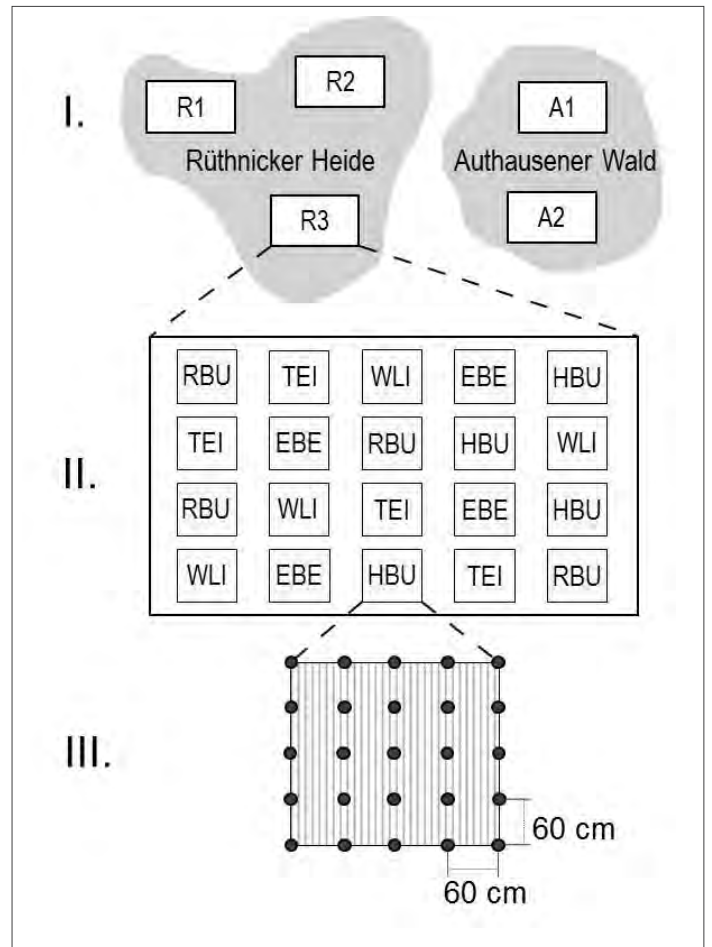 I.
R1
R2
A1
Rüthnicker Heide
Authausener Wald
R3
A2
II.
RBU TEI WLI EBE HBU
TEI EBE RBU HBU WLI
RBU WLI TEI EBE HBU
WLI EBE HBU TEI RBU
III.
60 cm
60 cm